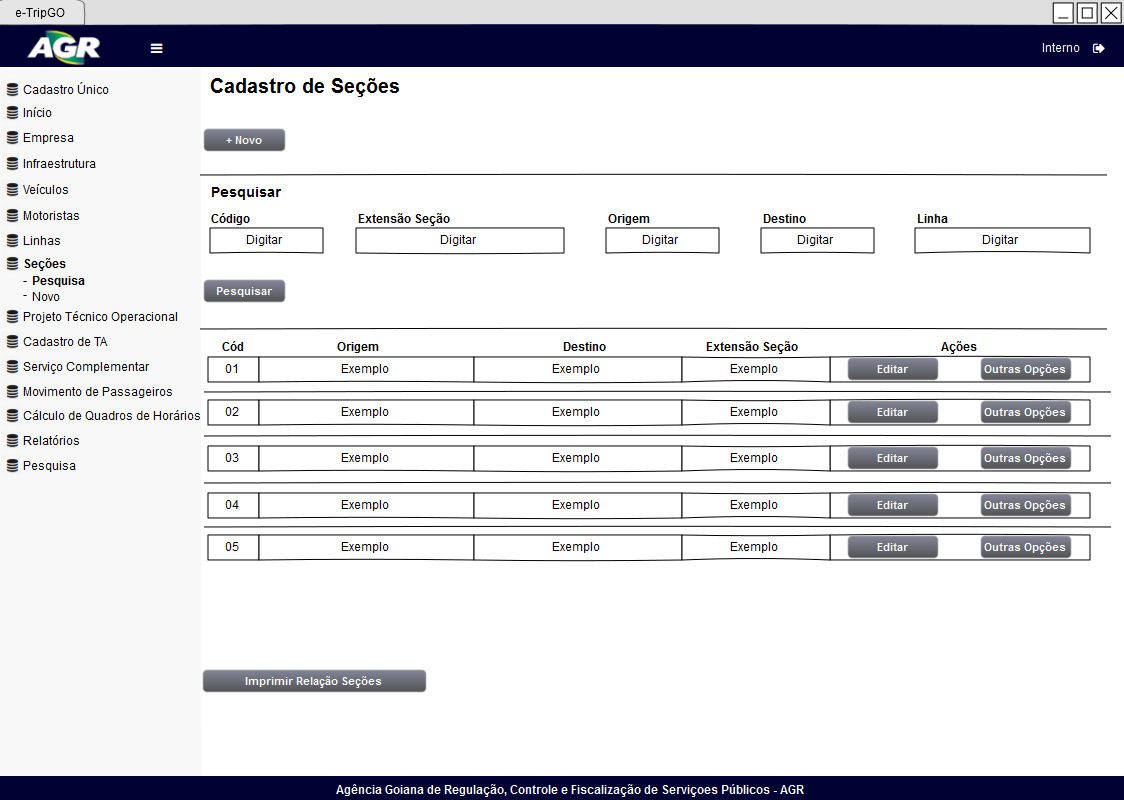 e-TripGO
AGR
Interno
Cadastro Único
Início
Empresa
Infraestrutura
Veículos
Motoristas
Linhas
Seções
- Pesquisa
- Novo
Projeto Técnico Operacional
Cadastro de TA
Serviço Complementar
Movimento de Passageiros
Cálculo de Quadros de Horários
Relatórios
Pesquisa
Cadastro de Seções
+ Novo
Pesquisar
Código Extensão Seção Origem Destino Linha
Digitar Digitar Digitar Digitar Digitar
Pesquisar
Cód Origem Destino Extensão Seção Ações
01 Exemplo Exemplo Exemplo Editar Outras Opções
02 Exemplo Exemplo Exemplo Editar Outras Opções
03 Exemplo Exemplo Exemplo Editar Outras Opções
04 Exemplo Exemplo Exemplo Editar Outras Opções
05 Exemplo Exemplo Exemplo Editar Outras Opções
Imprimir Relação Seções
Agência Goiana de Regulação, Controle e Fiscalização de Serviçoes Públicos - AGR